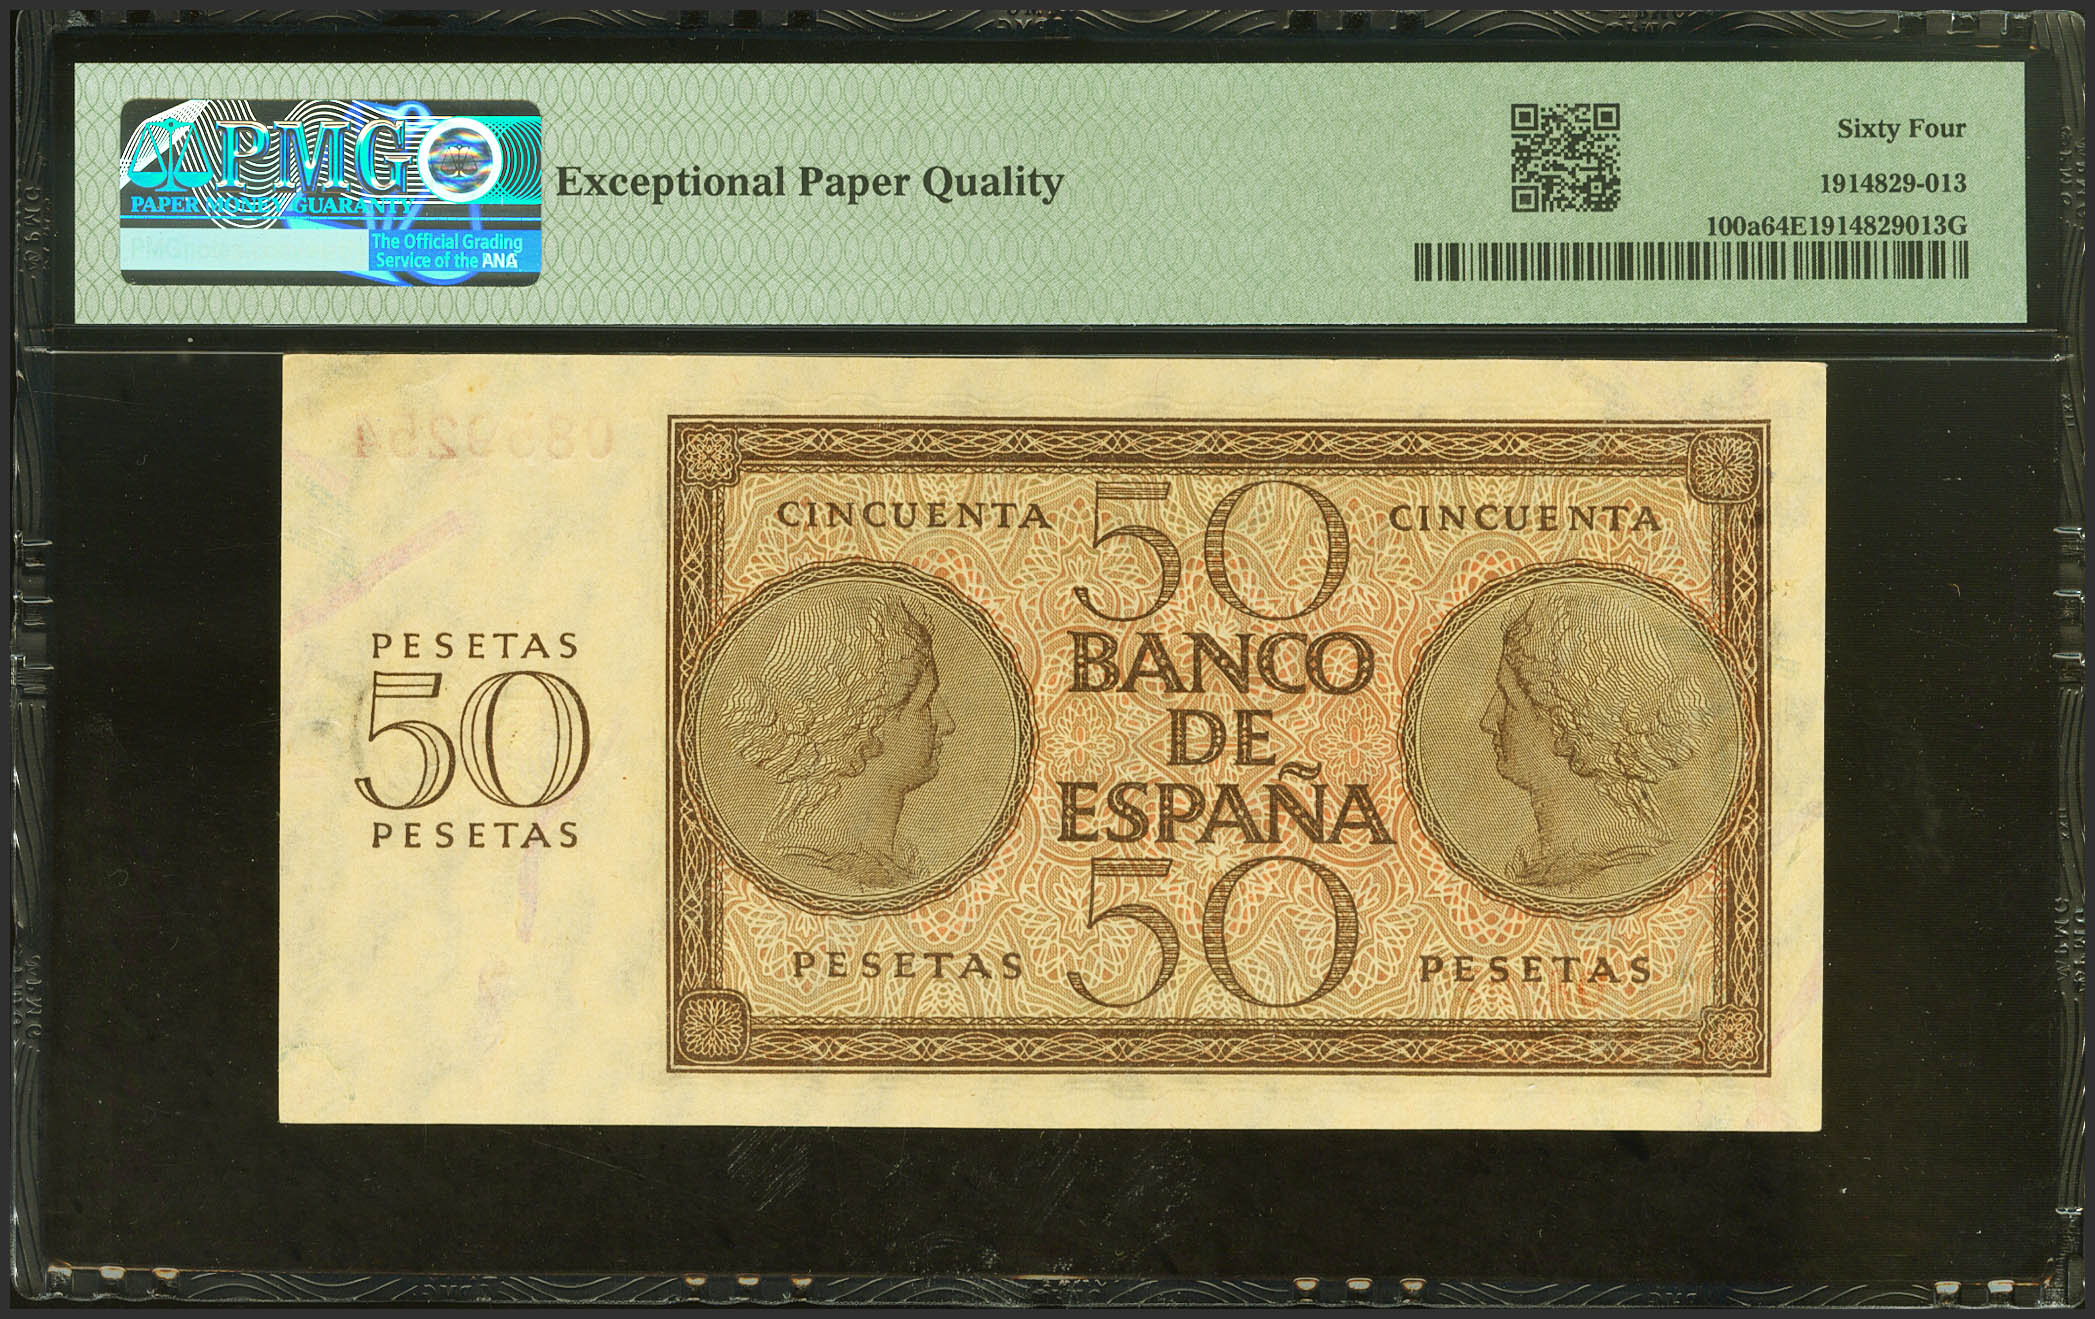 PMG
PAPER MONEY GUARANTY
The Official Grading
Service of the ANA
Exceptional Paper Quality
Sixty Four
1914829-013
100a64E1914829013G
0859254
CINCUENTA 50 CINCUENTA
PESETAS
50
PESETAS
BANCO
DE
ESPAÑA
PESETAS 50 PESETAS